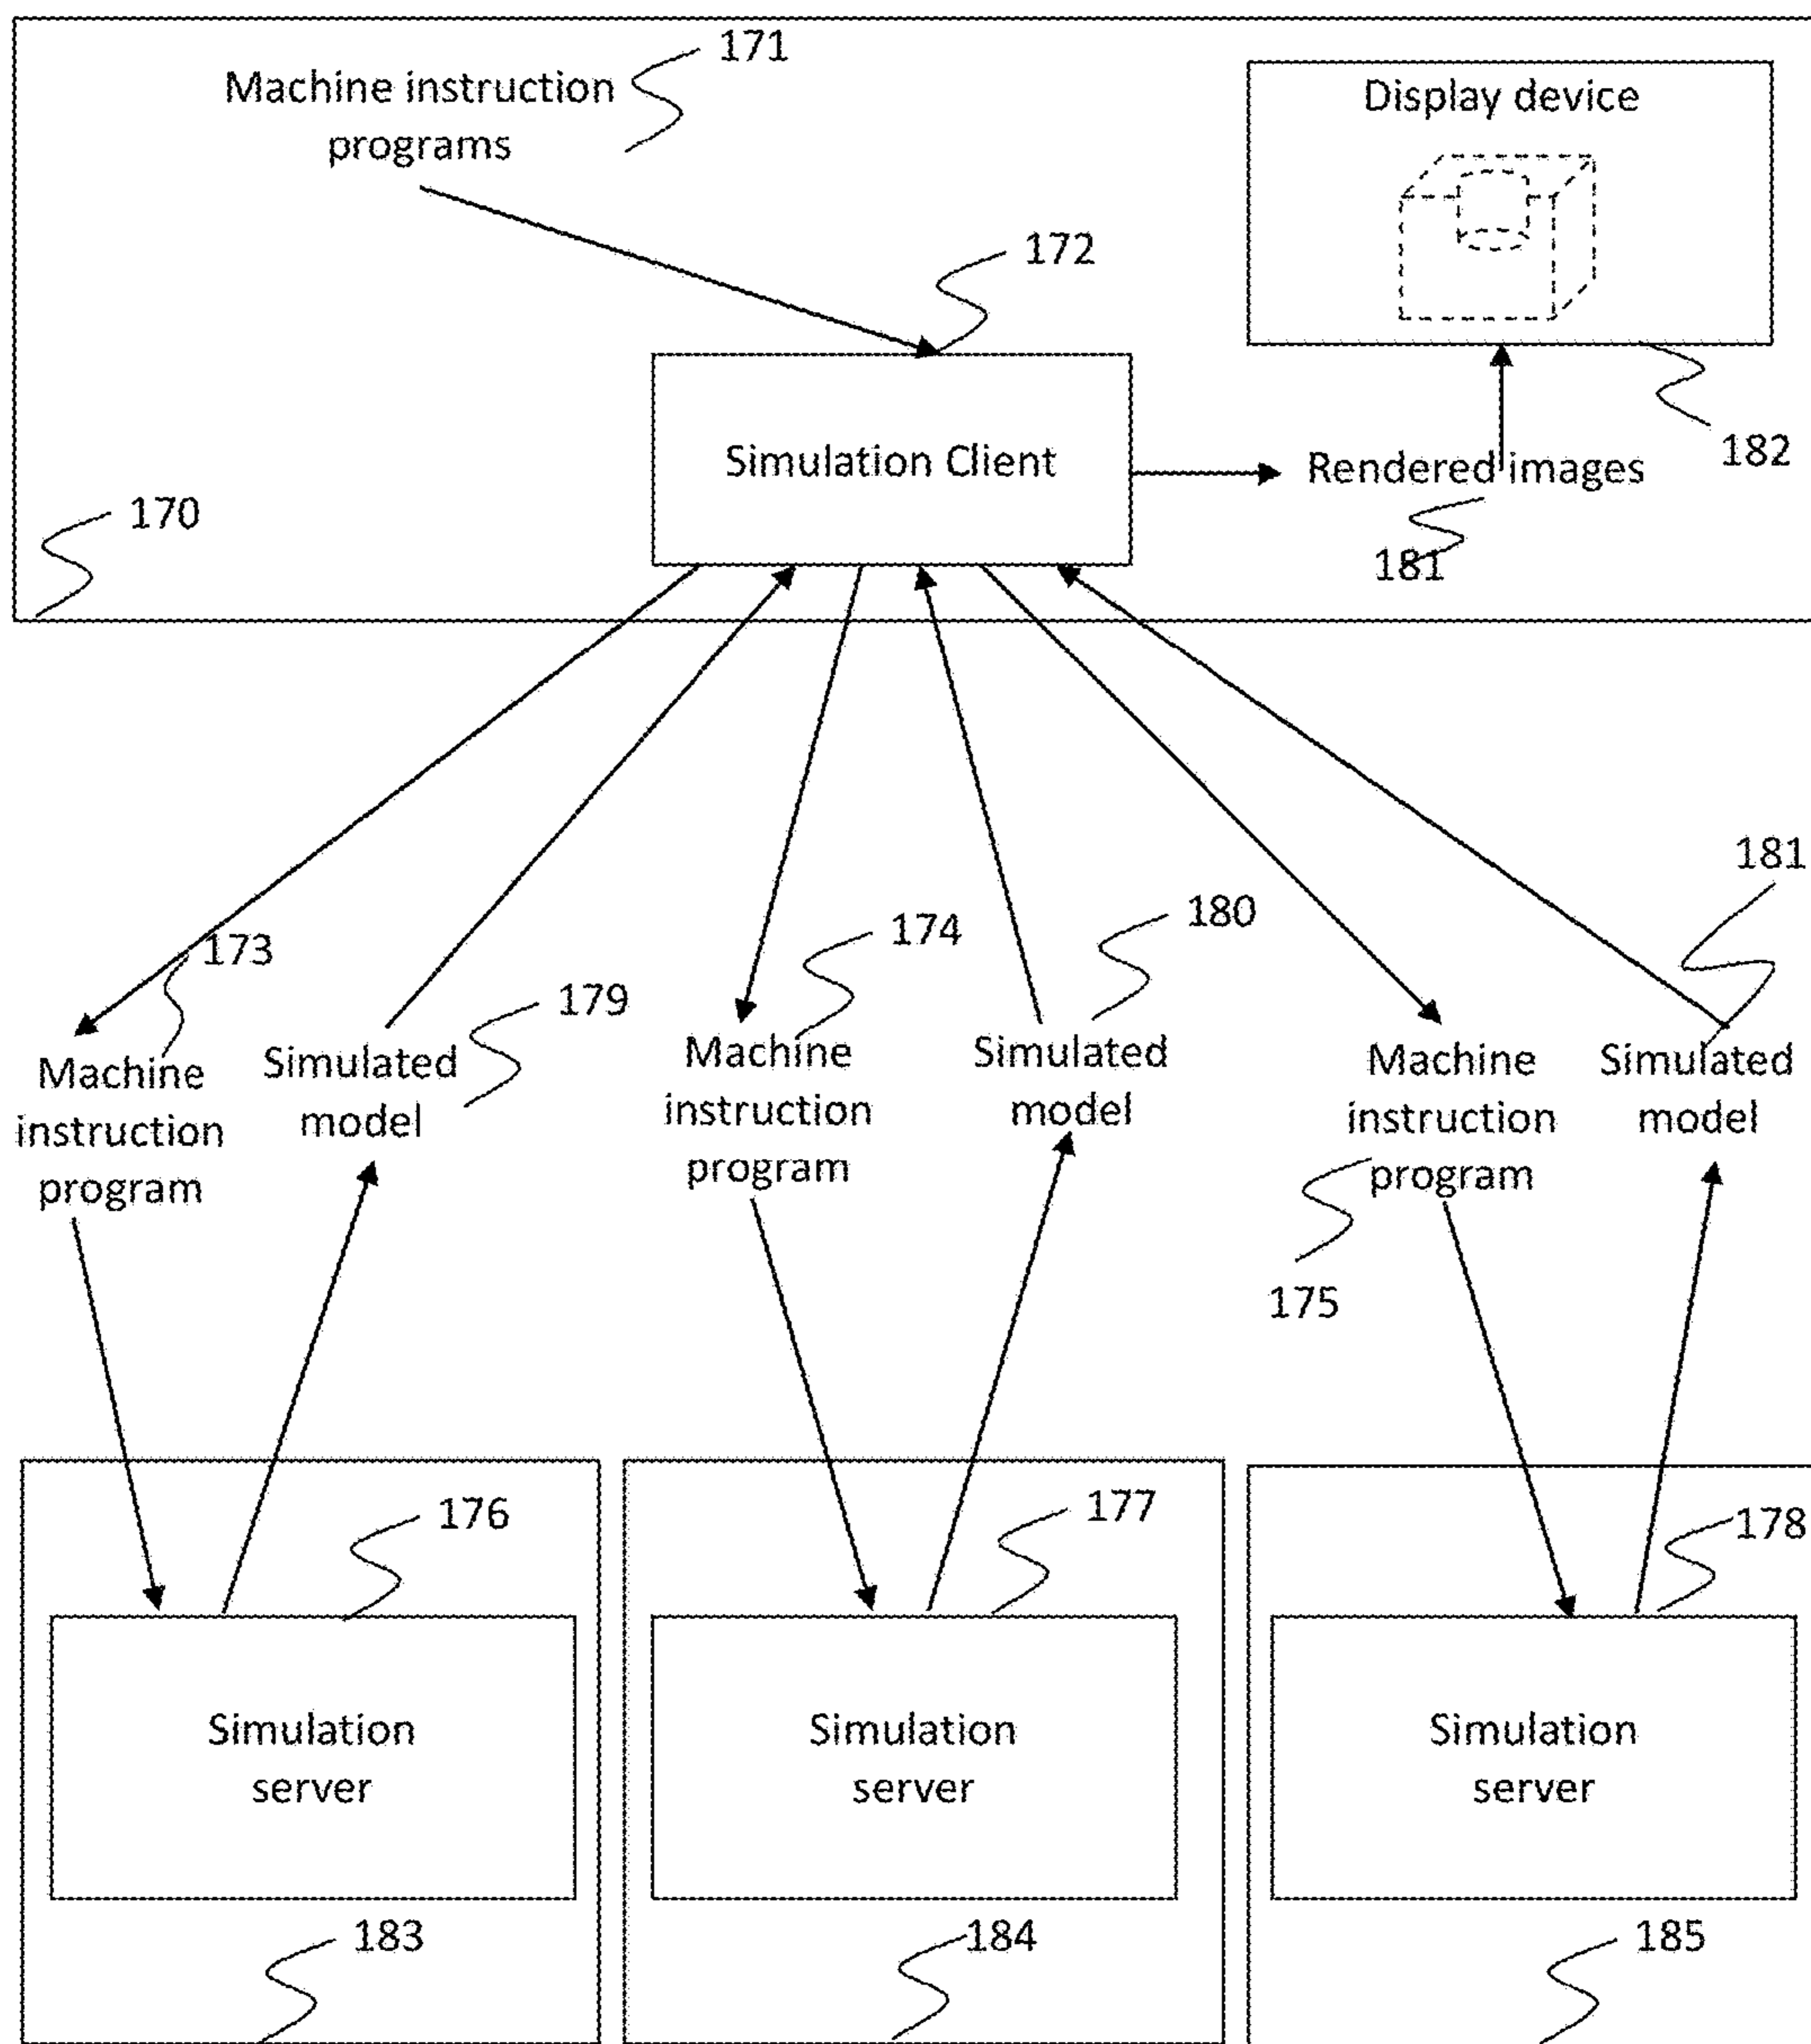 171
Machine instruction
programs
Display device
172
Simulation Client
Rendered images
182
170
181
181
173
174
180
179
Machine
instruction
program
Simulated
model
Machine
instruction
program
Simulated
model
Machine
instruction
program
Simulated
model
175
176
177
178
Simulation
server
Simulation
server
Simulation
server
183
184
185